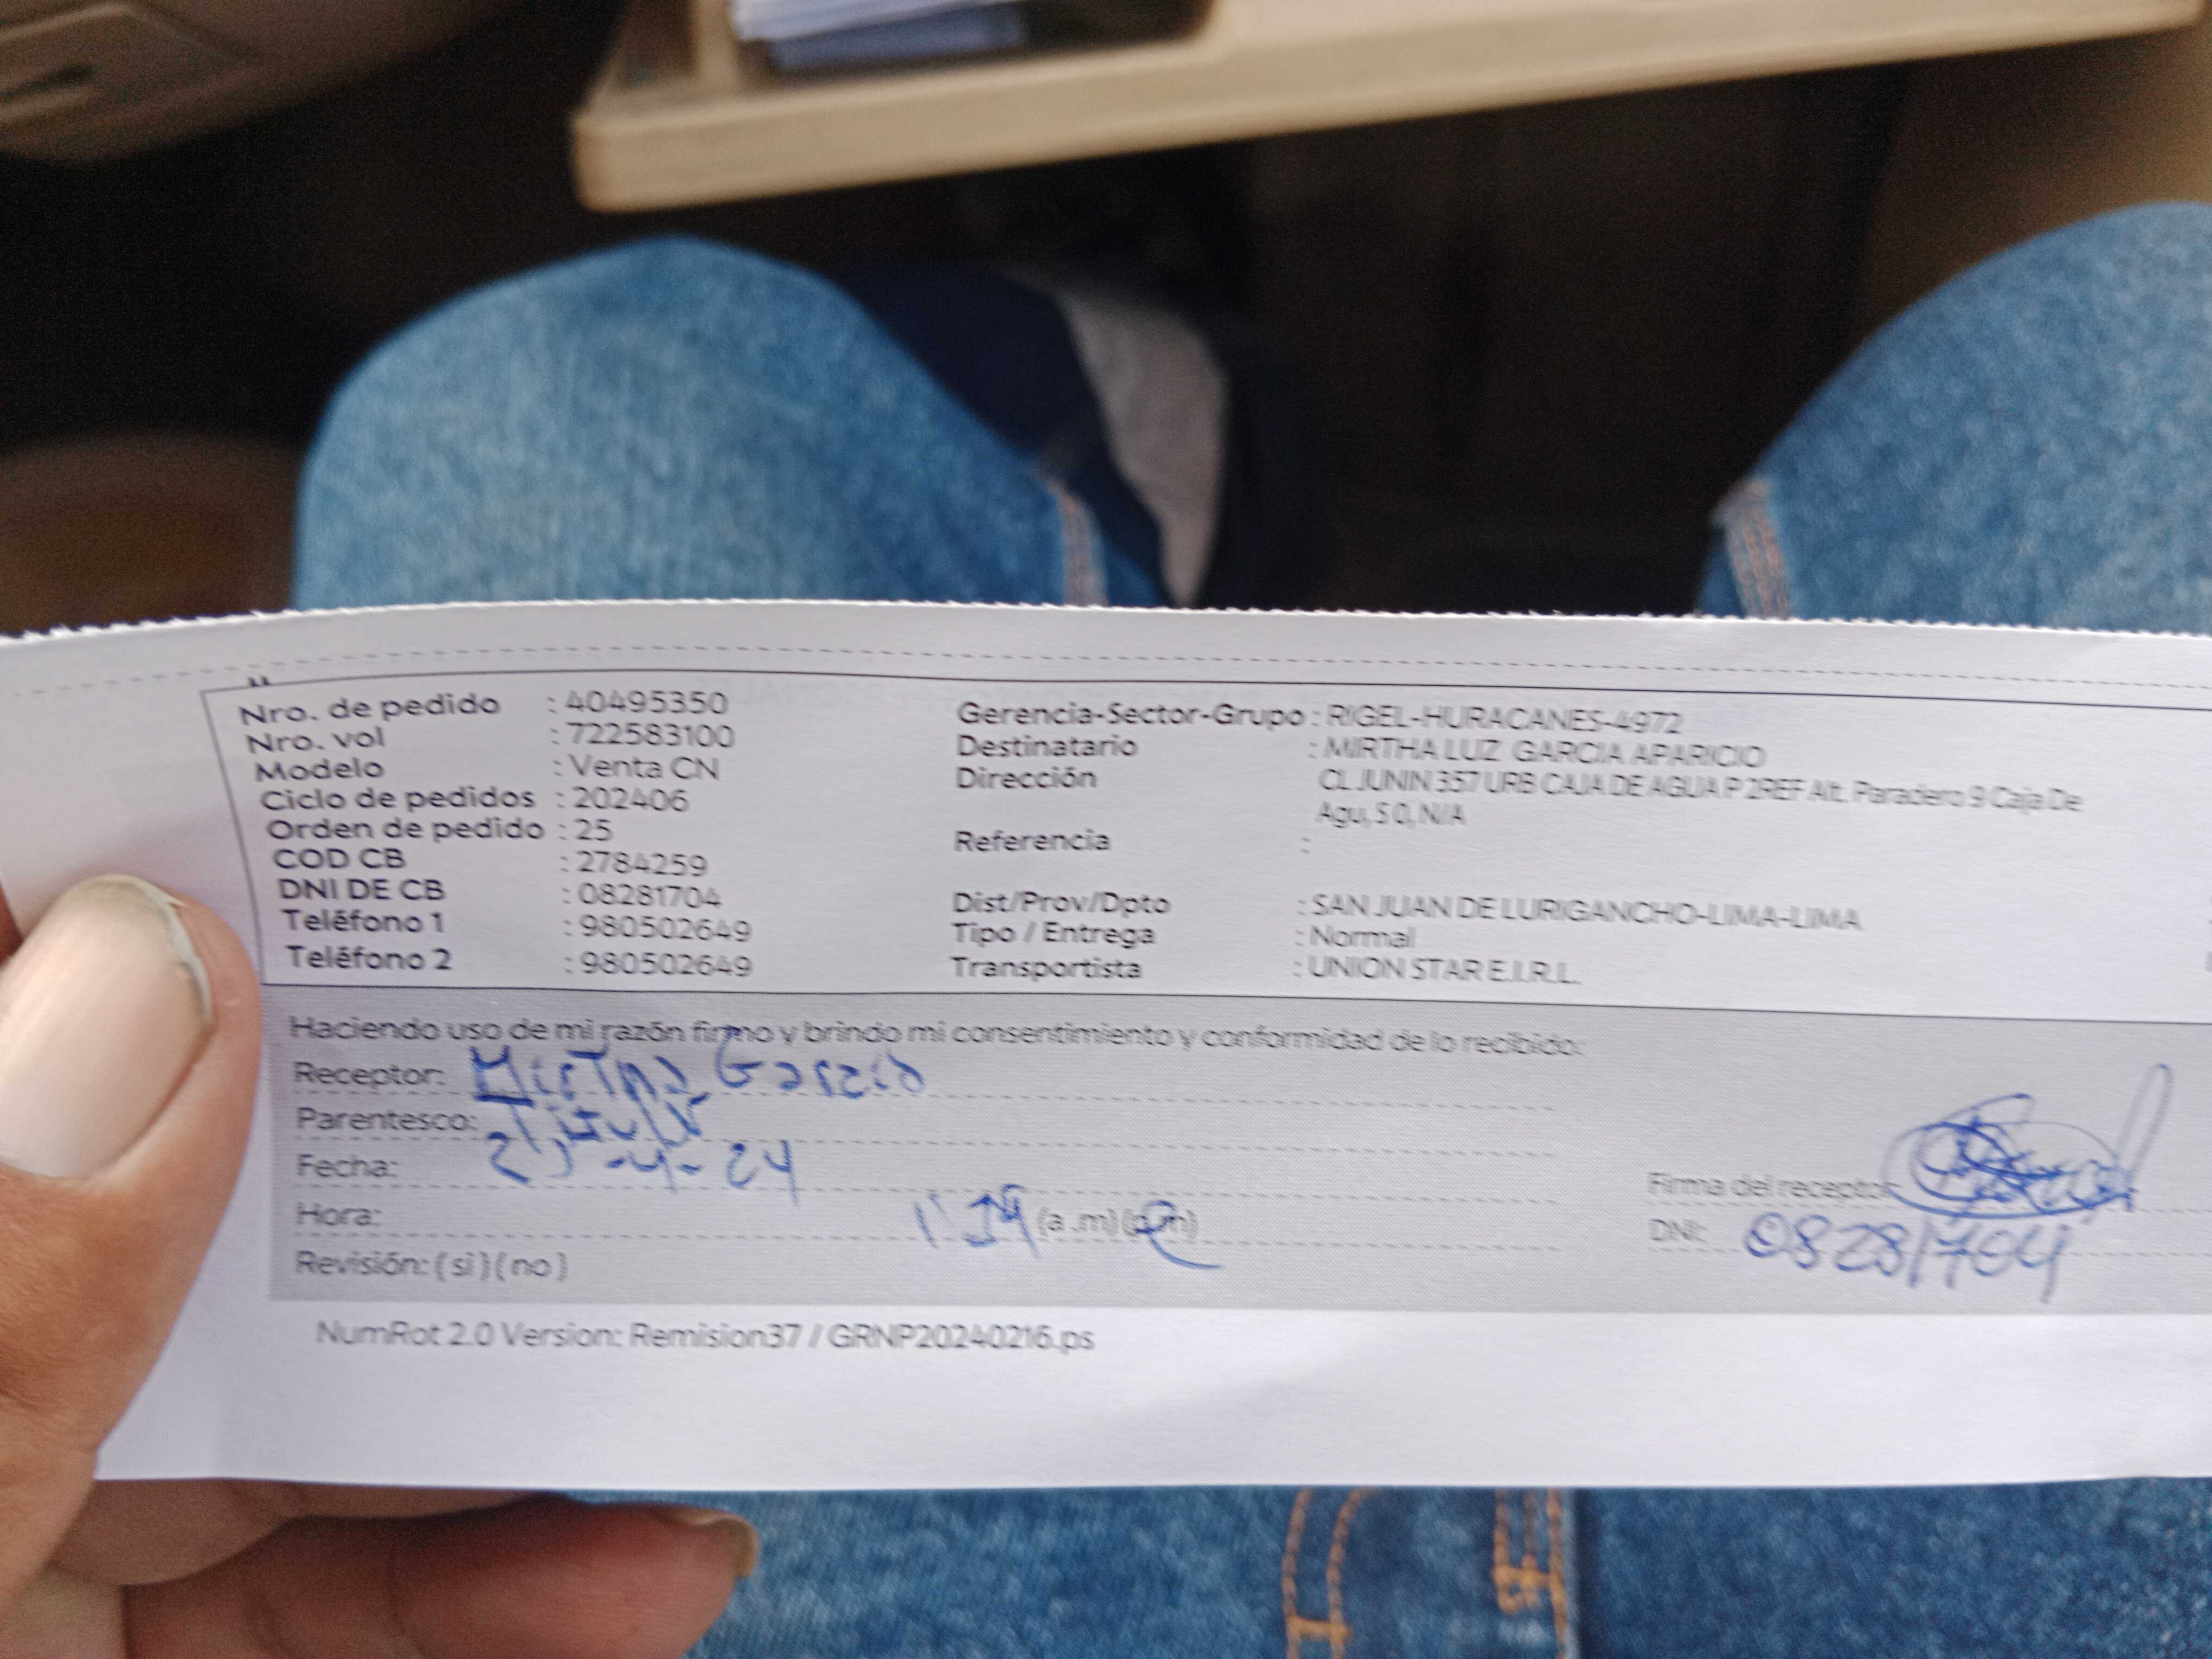 Nro. de pedido : 40495350
Nro. vol : 722583100
Modelo : Venta CN
Ciclo de pedidos : 202406
Orden de pedido : 25
COD CB : 2784259
DNI DE CB : 08281704
Teléfono 1 : 980502649
Teléfono 2 : 980502649
Gerencia-Sector-Grupo : RIGEL-HURACANES-4972
Destinatario : MIRTHA LUZ GARCIA APARICIO
Dirección CL JUNIN 357 URB CAJA DE AGUA P 2REF Alt. Paradero 9 Caja De
Agu, S 0, N/A
Referencia :
Dist/Prov/Dpto : SAN JUAN DE LURIGANCHO-LIMA-LIMA
Tipo / Entrega : Normal
Transportista : UNION STAR E.I.R.L.
Haciendo uso de mi razón firmo y brindo mi consentimiento y conformidad de lo recibido:
Receptor: Mirtha Garcia
Parentesco:
Fecha: -4-24
Hora: (a .m) (p.m)
Revisión: ( si ) ( no )
Firma del receptor
DNI: 08281704
NumRot 2.0 Version: Remision37 / GRNP20240216.ps